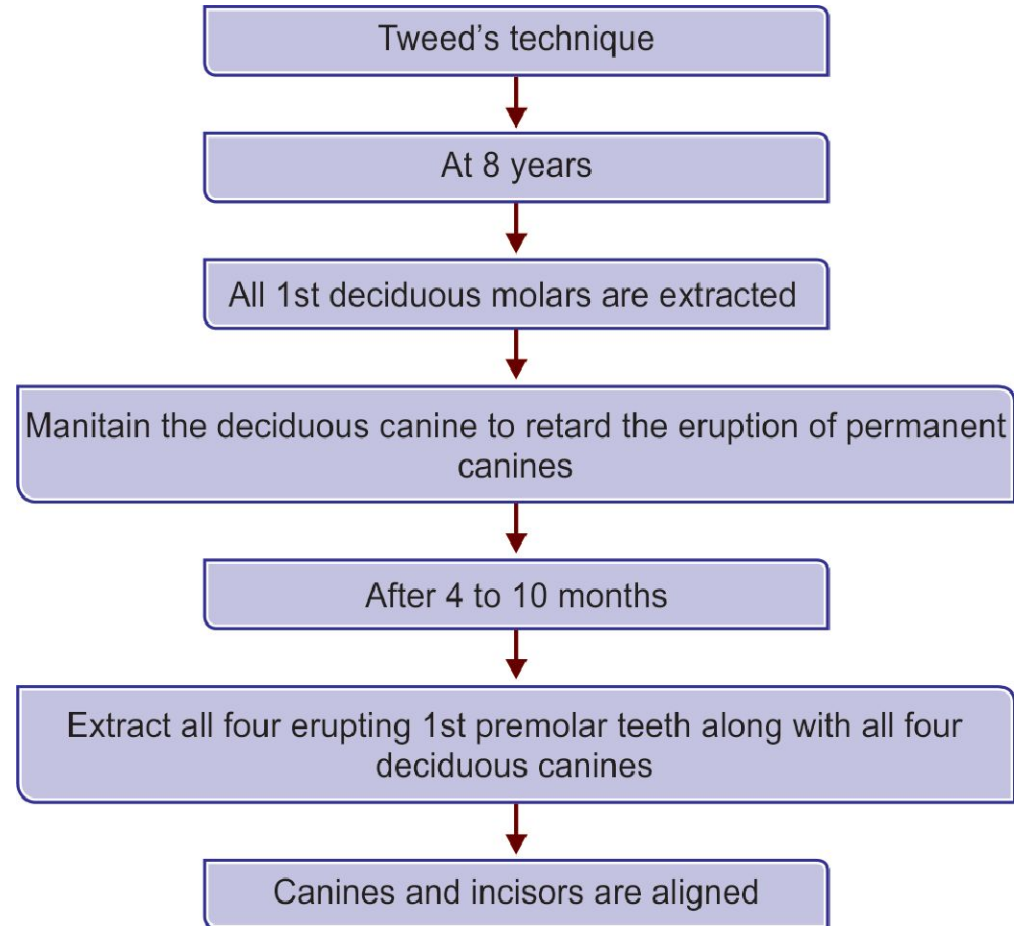 Tweed’s technique
At 8 years
All 1st deciduous molars are extracted
Manitain the deciduous canine to retard the eruption of permanent
canines
After 4 to 10 months
Extract all four erupting 1st premolar teeth along with all four
deciduous canines
Canines and incisors are aligned